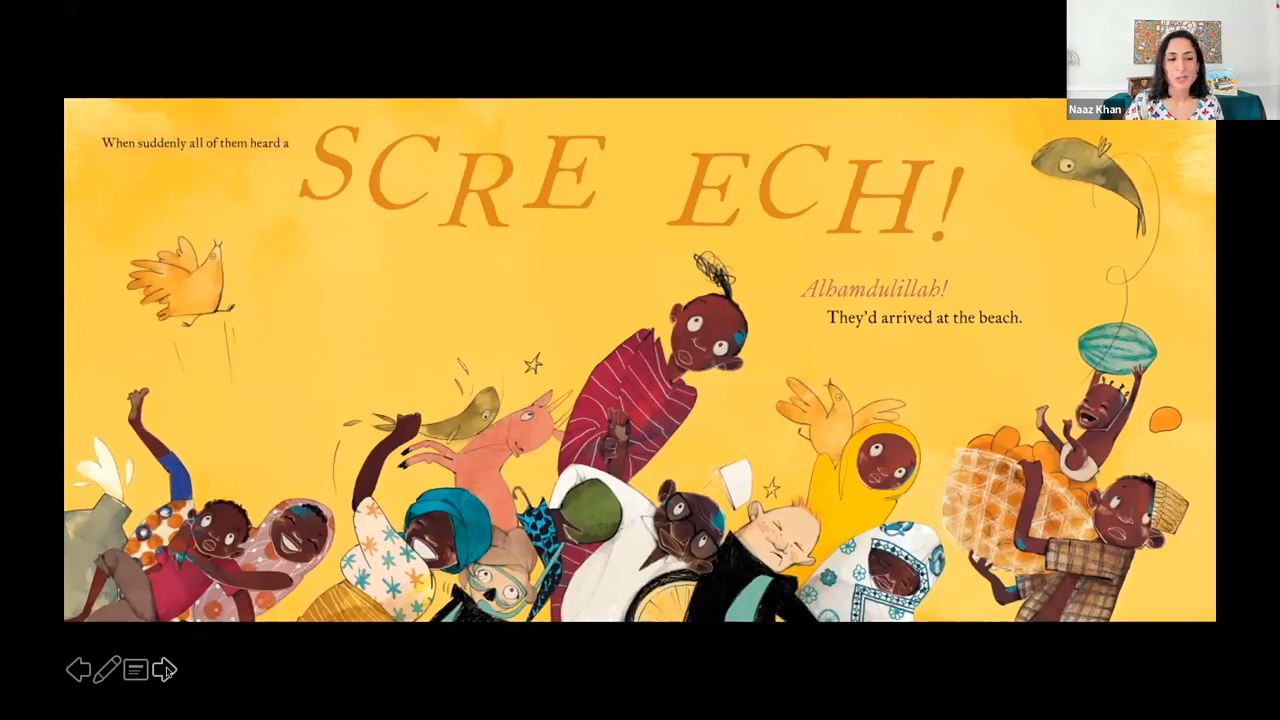 When suddenly all of them heard a
SCRE ECH!
Alhamdulillah!
They'd arrived at the beach.
Naaz Khan